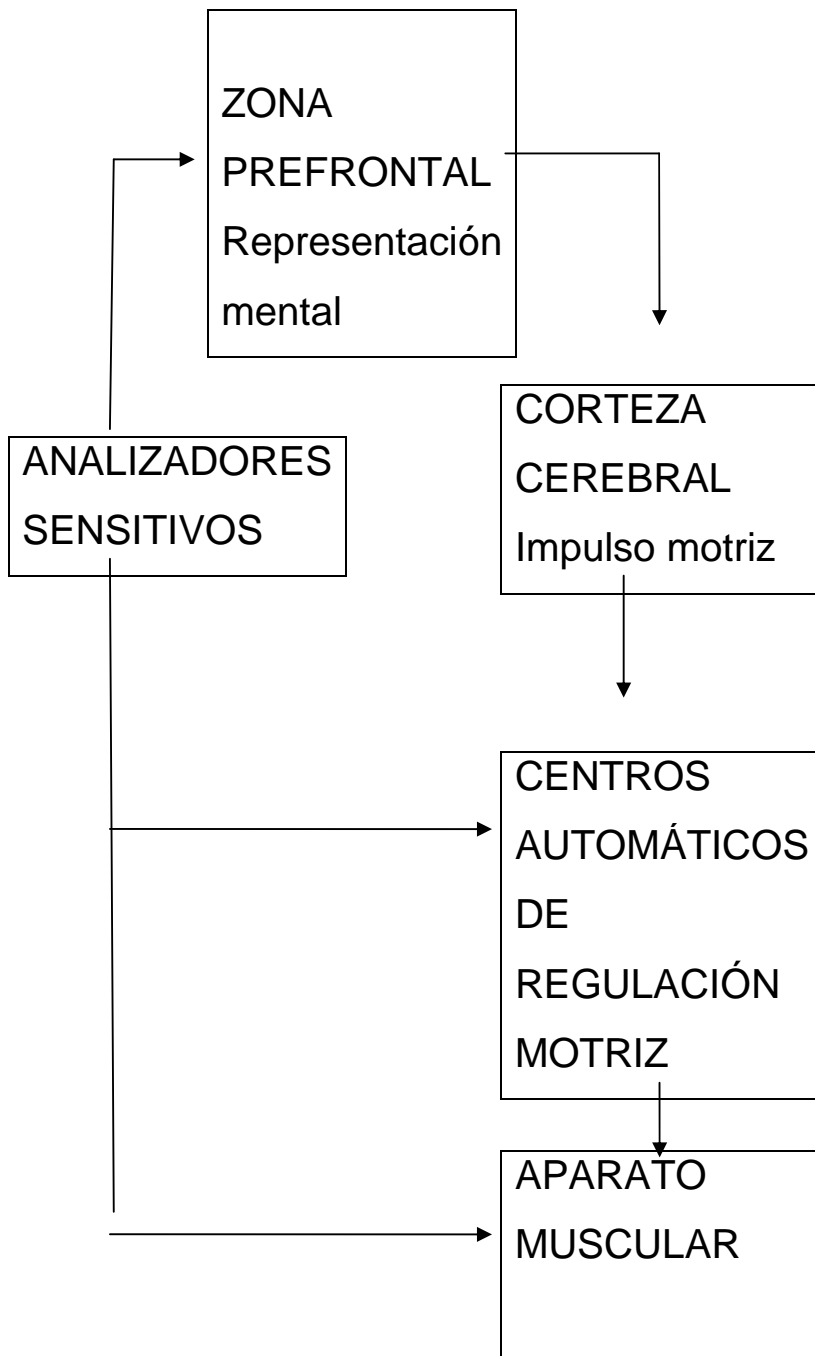 ZONA
PREFRONTAL
Representación
mental
ANALIZADORES
SENSITIVOS
CORTEZA
CEREBRAL
Impulso motriz
CENTROS
AUTOMÁTICOS
DE
REGULACIÓN
MOTRIZ
APARATO
MUSCULAR